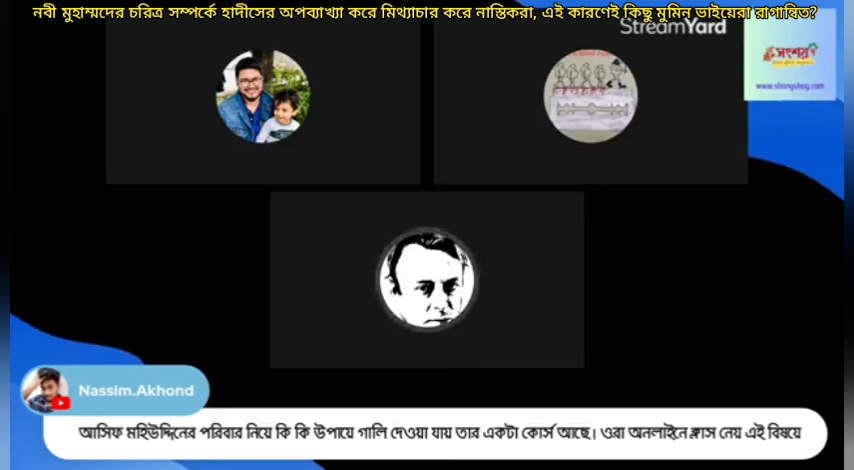 নবী মুহাম্মদের চরিত্র সম্পর্কে হাদীসের অপব্যাখ্যা করে মিথ্যাচার করে নাস্তিকরা, এই কারণেই কিছু মুমিন ভাইয়েরা রাগান্বিত?
StreamYard
সংশয়
www.shongshoy.com
Nassim.Akhond
আসিফ মহিউদ্দিনের পরিবার নিয়ে কি কি উপায়ে গালি দেওয়া যায় তার একটা কোর্স আছে। ওরা অনলাইনে ক্লাস নেয় এই বিষয়ে